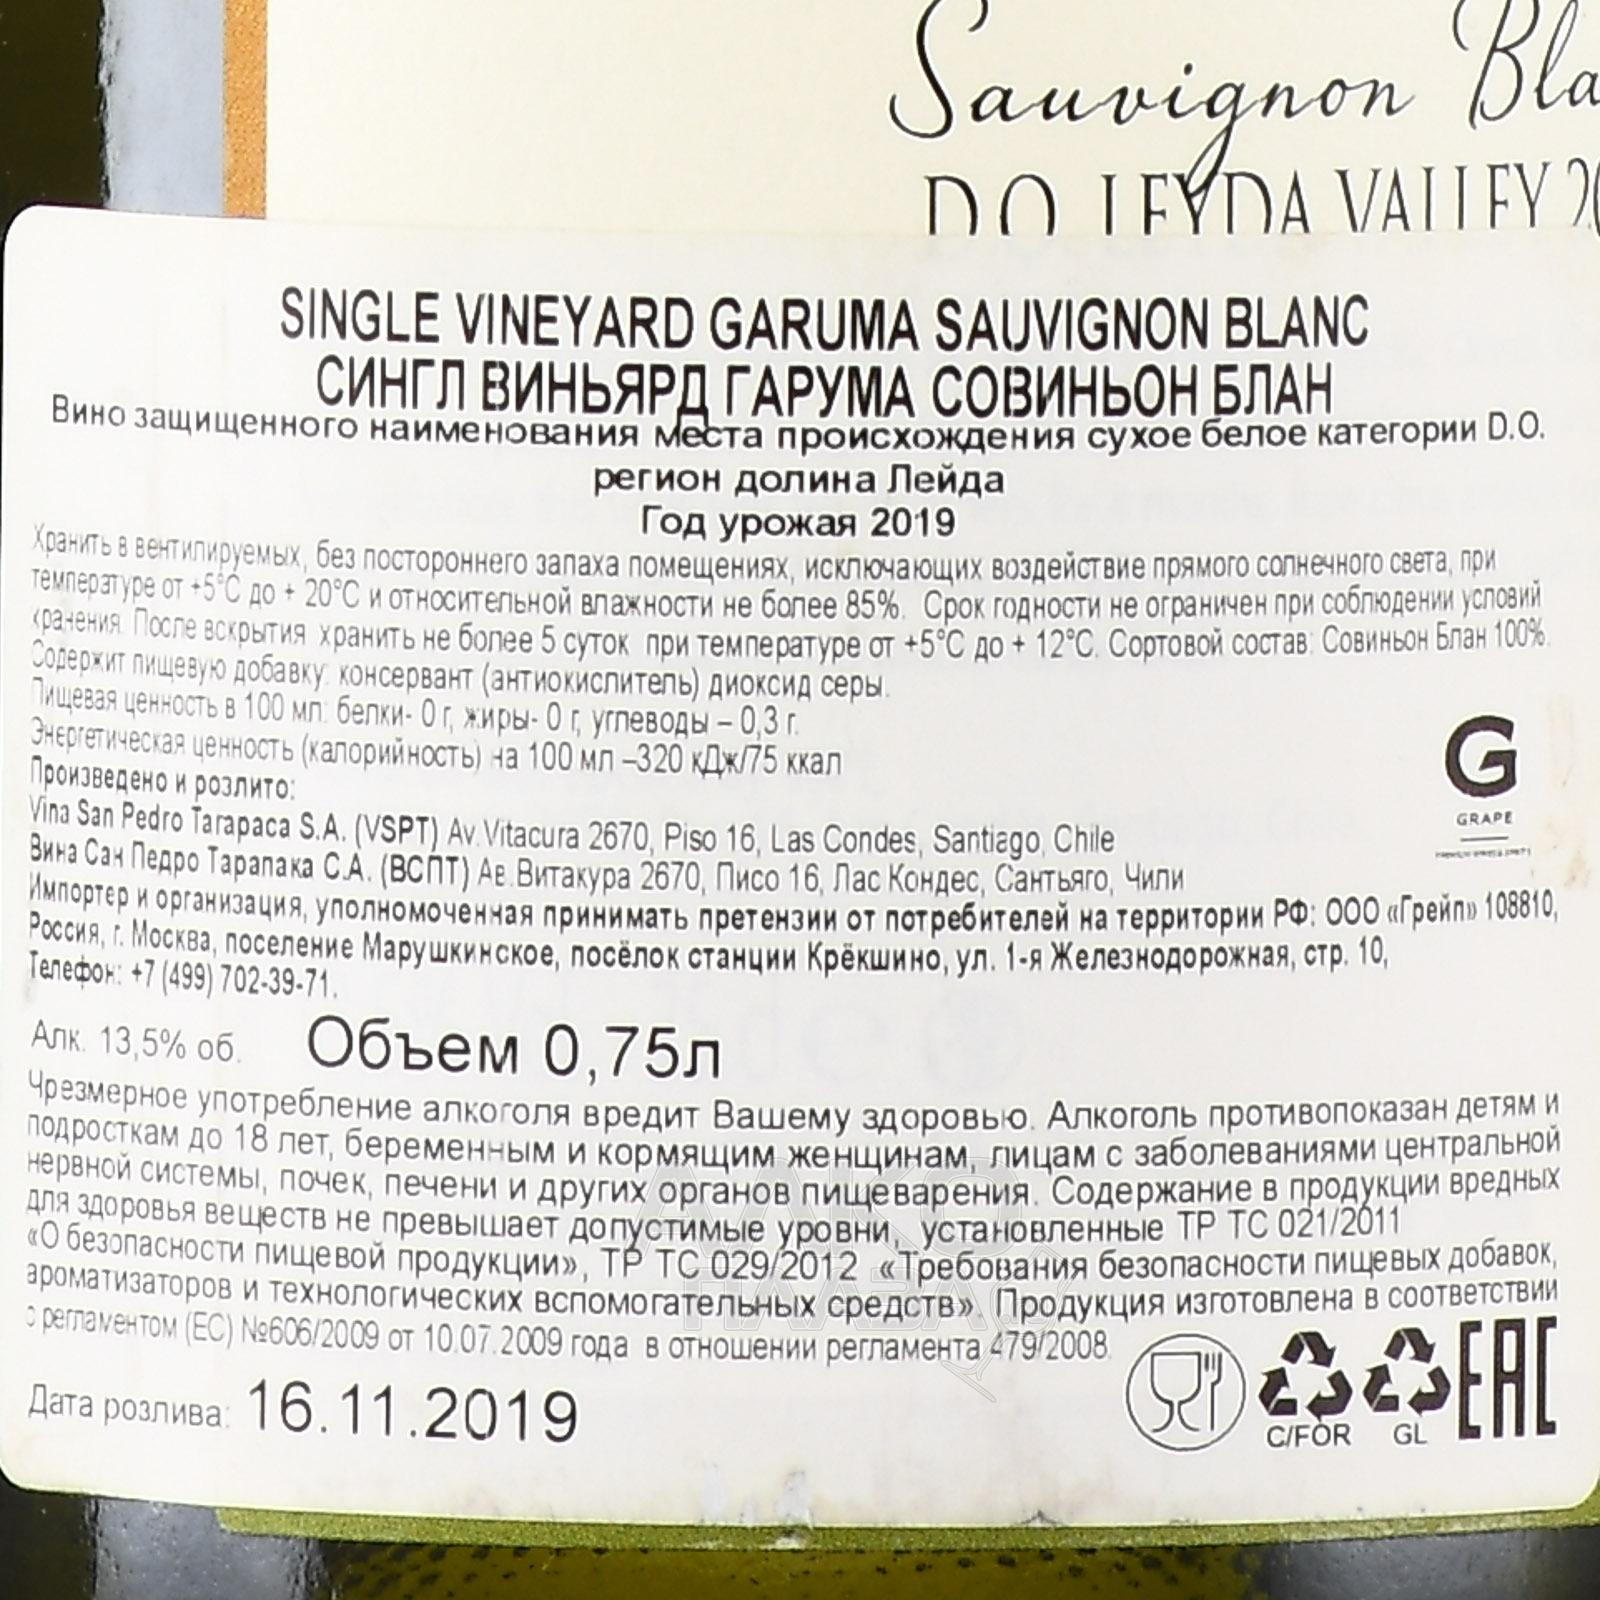 Sauvignon Bla
D.O. LEYDA VALLEY 20
SINGLE VINEYARD GARUMA SAUVIGNON BLANC
СИНГЛ ВИНЬЯРД ГАРУМА СОВИНЬОН БЛАН
Вино защищенного наименования места происхождения сухое белое категории D.O.
регион долина Лейда
Год урожая 2019
Хранить в вентилируемых, без постороннего запаха помещениях, исключающих воздействие прямого солнечного света, при
температуре от +5°С до + 20°С и относительной влажности не более 85%. Срок годности не ограничен при соблюдении условий
хранения. После вскрытия хранить не более 5 суток при температуре от +5°С до + 12°С. Сортовой состав: Совиньон Блан 100%.
Содержит пищевую добавку: консервант (антиокислитель) диоксид серы.
Пищевая ценность в 100 мл: белки- 0 г, жиры- 0 г, углеводы – 0,3 г.
Энергетическая ценность (калорийность) на 100 мл –320 кДж/75 ккал
Произведено и розлито:
Vina San Pedro Tarapaca S.A. (VSPT) Av.Vitacura 2670, Piso 16, Las Condes, Santiago, Chile
Вина Сан Педро Тарапака С.А. (ВСПТ) Ав.Витакура 2670, Писо 16, Лас Кондес, Сантьяго, Чили
G
GRAPE
Импортер и организация, уполномоченная принимать претензии от потребителей на территории РФ: ООО «Грейп» 108810,
Россия, г. Москва, поселение Марушкинское, посёлок станции Крёкшино, ул. 1-я Железнодорожная, стр. 10,
Телефон: +7 (499) 702-39-71.
Алк. 13,5% об. Объем 0,75л
Чрезмерное употребление алкоголя вредит Вашему здоровью. Алкоголь противопоказан детям и
подросткам до 18 лет, беременным и кормящим женщинам, лицам с заболеваниями центральной
нервной системы, почек, печени и других органов пищеварения. Содержание в продукции вредных
для здоровья веществ не превышает допустимые уровни, установленные ТР ТС 021/2011
«О безопасности пищевой продукции», ТР ТС 029/2012 «Требования безопасности пищевых добавок,
ароматизаторов и технологических вспомогательных средств». Продукция изготовлена в соответствии
с регламентом (ЕС) №606/2009 от 10.07.2009 года в отношении регламента 479/2008.
Дата розлива: 16.11.2019
C/FOR GL EAC
АЛКО
ПЛАЗА